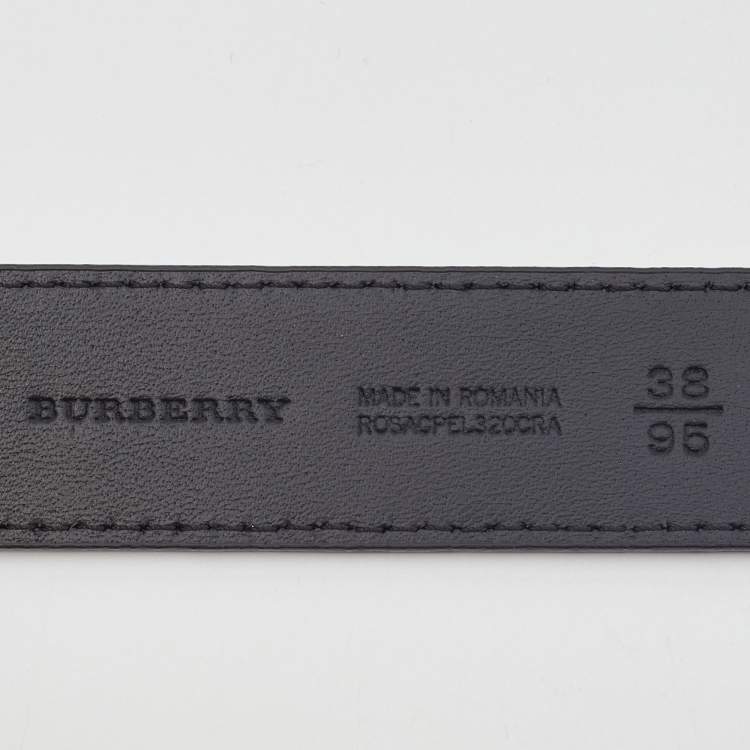 BURBERRY
MADE IN ROMANIA
ROSACPEL320CRA
38
95